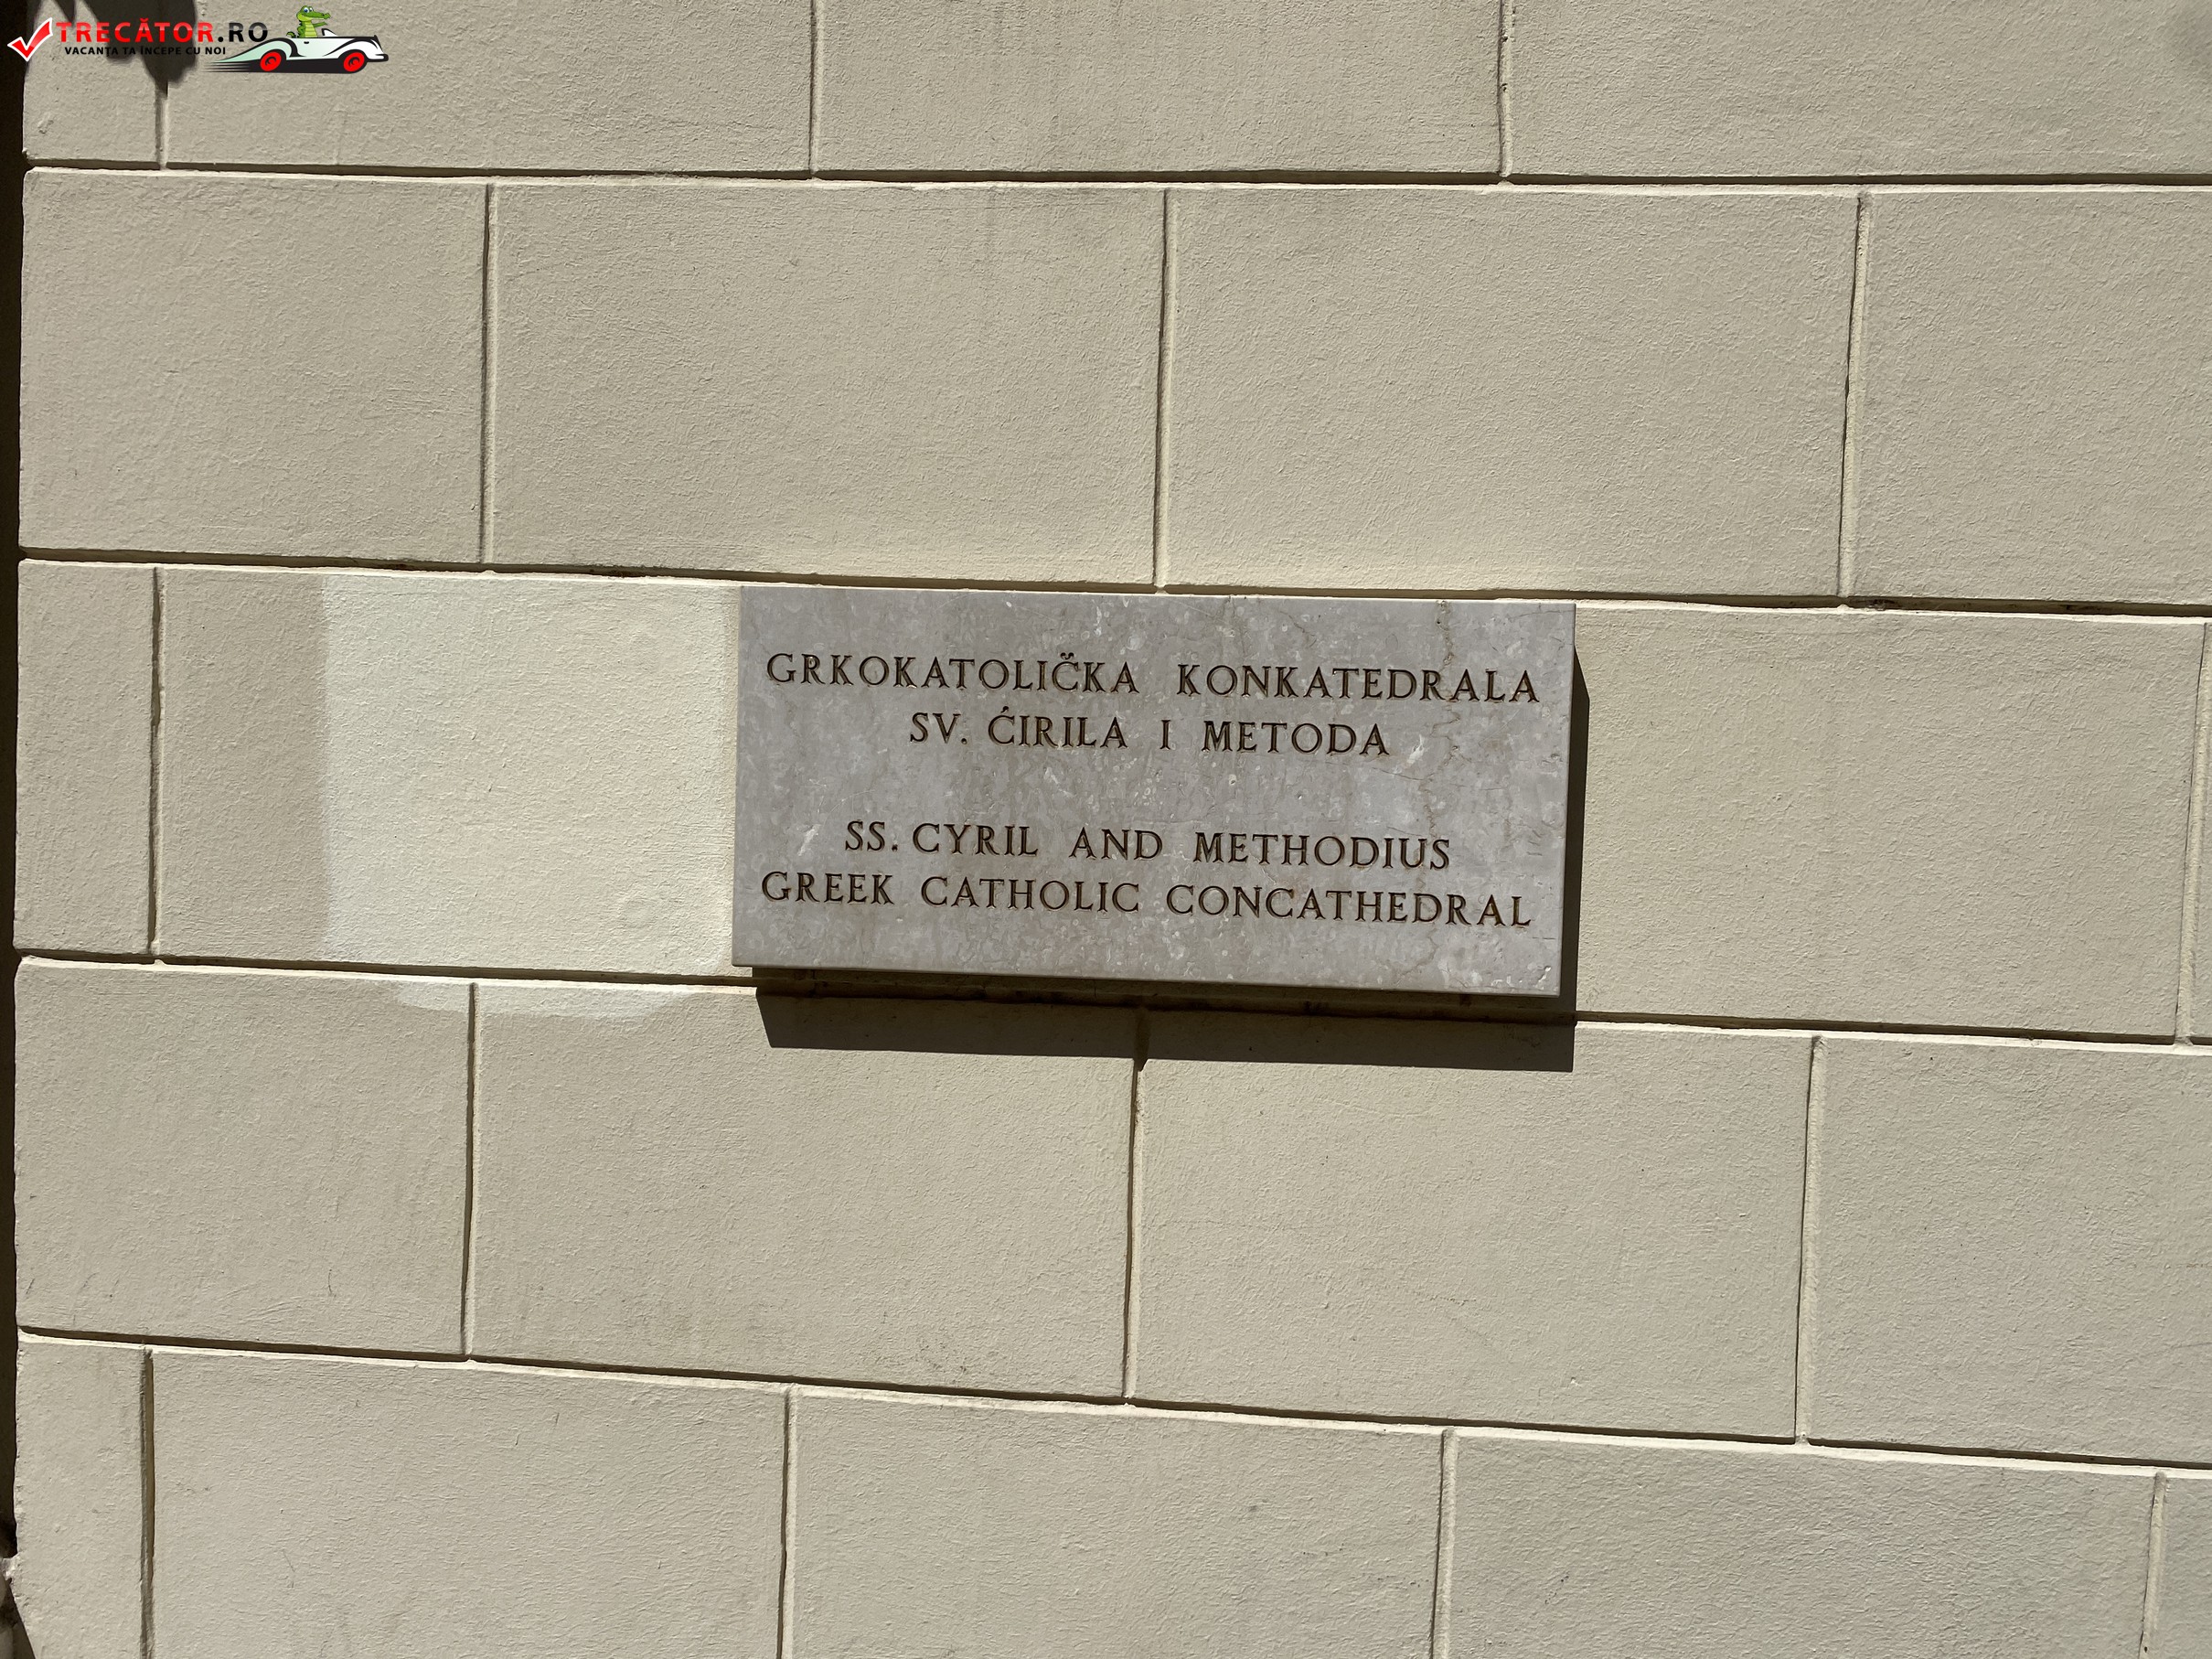 TRECĂTOR.RO
VACANȚA TA ÎNCEPE CU NOI
GRKOKATOLIČKA KONKATEDRALA
SV. ĆIRILA I METODA
SS. CYRIL AND METHODIUS
GREEK CATHOLIC CONCATHEDRAL